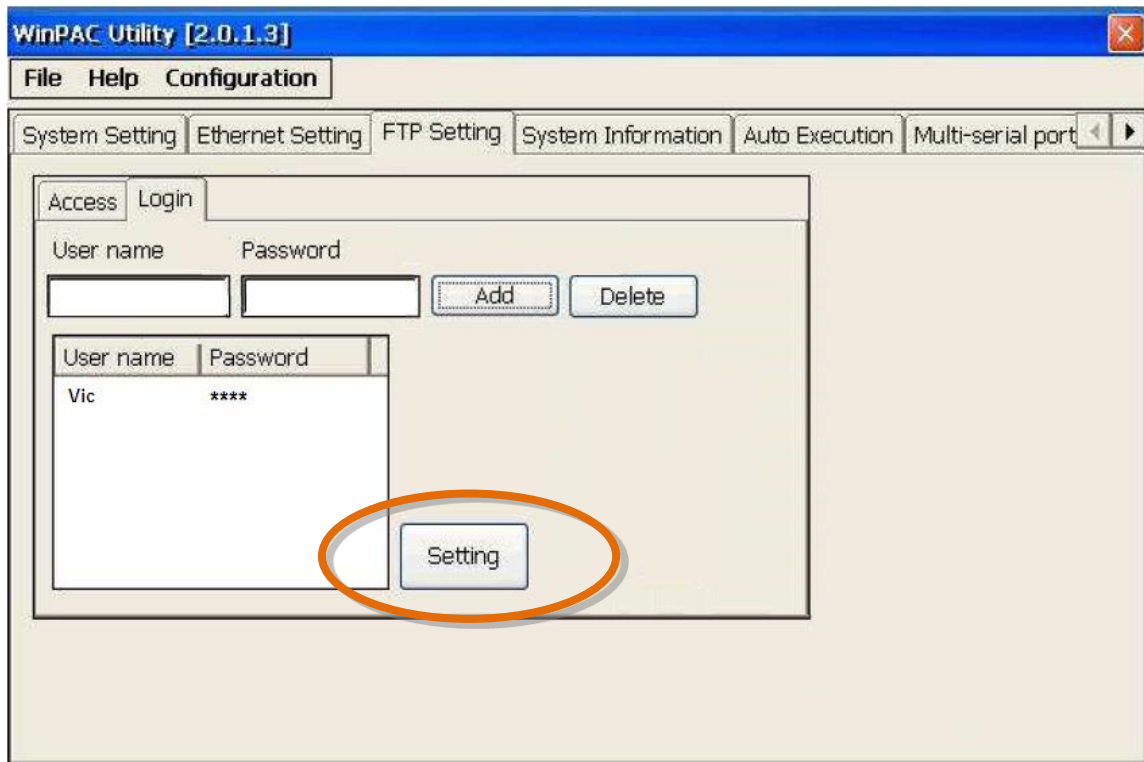 WinPAC Utility [2.0.1.3]
File Help Configuration
System Setting Ethernet Setting FTP Setting System Information Auto Execution Multi-serial port
Access Login
User name Password
Add Delete
User name Password
Vic ****
Setting